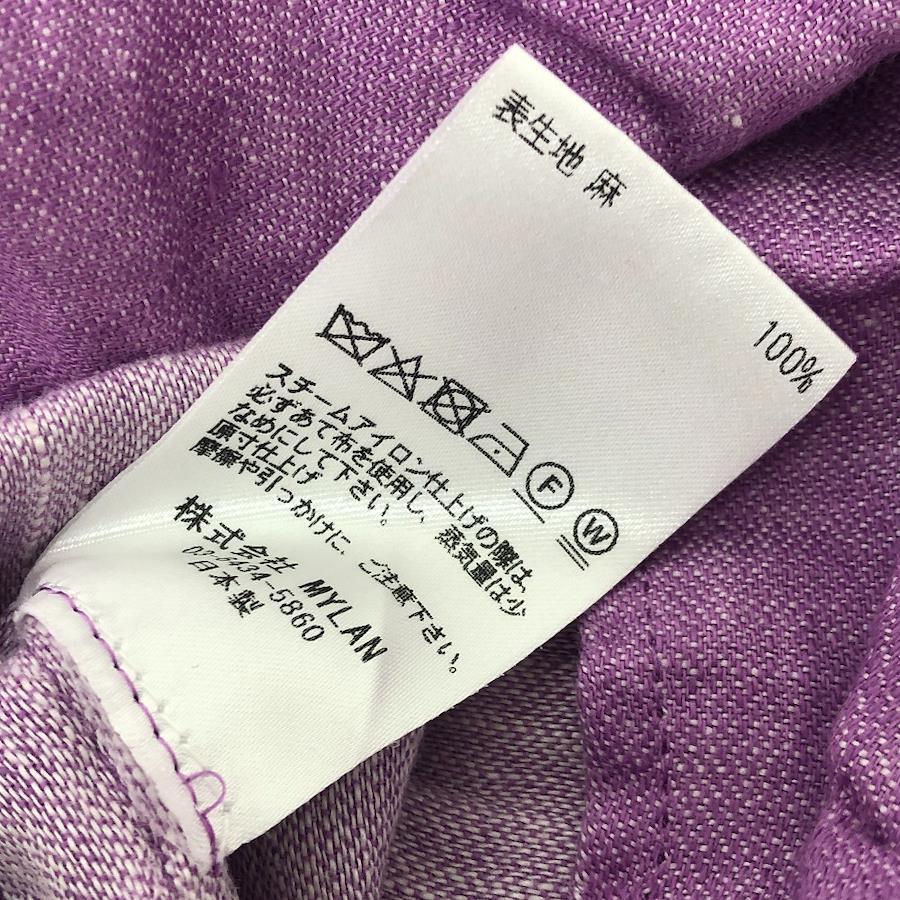 表生地 麻
100%
F W
スチームアイロン仕上げの際は、
必ずあて布を使用し、蒸気量は少
なめにして下さい。
原寸仕上げ
摩擦や引っかけに、ご注意下さい。
株式会社 MYLAN
日本製